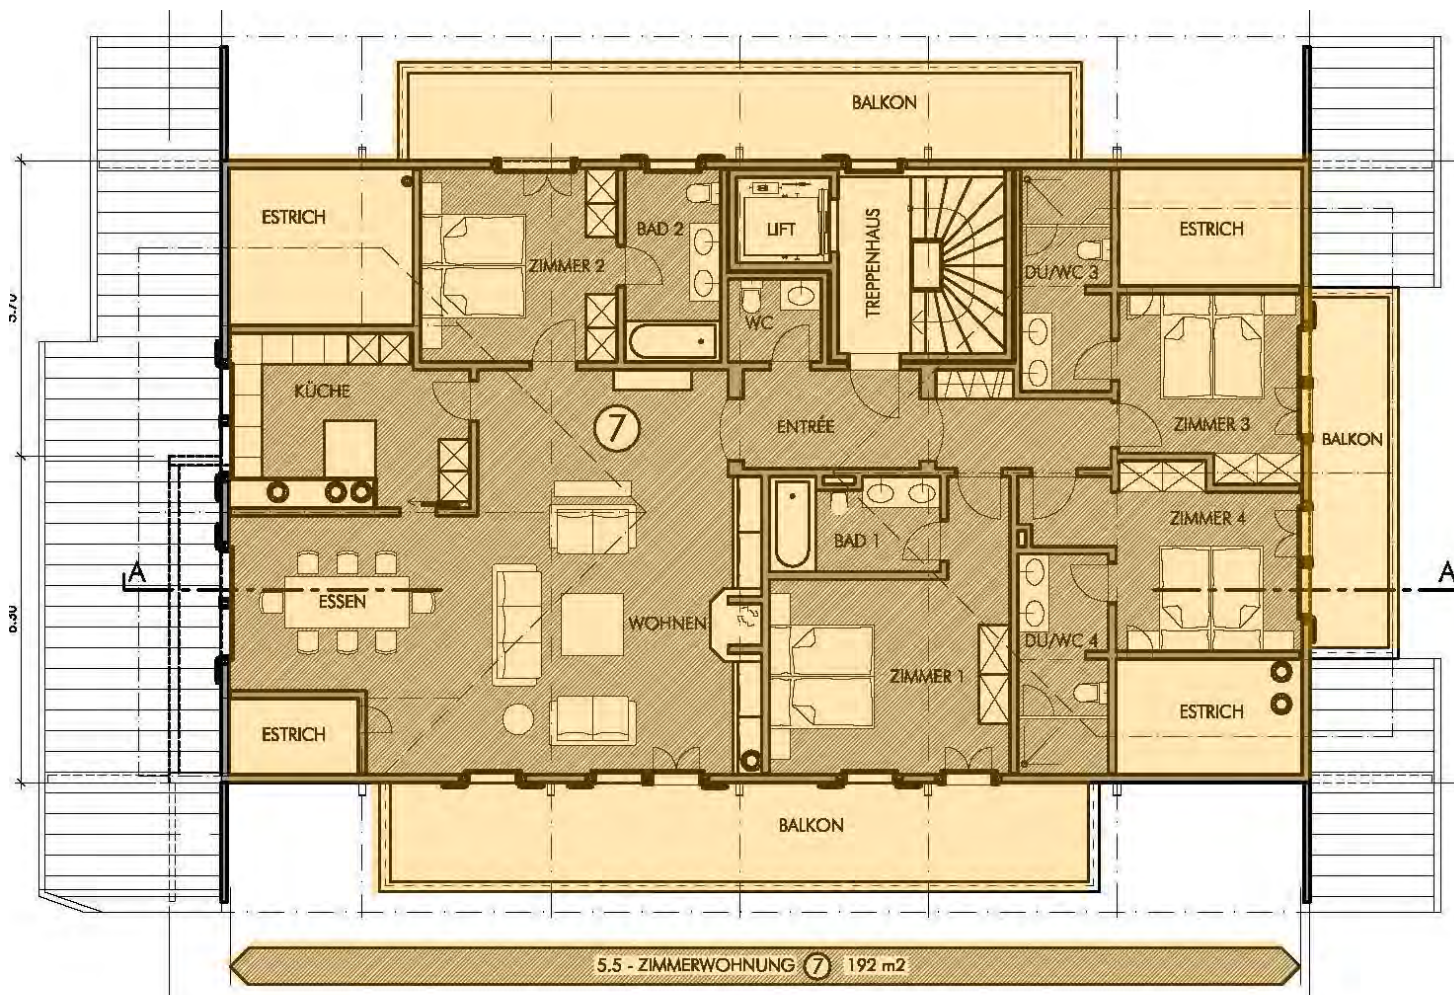 BALKON
ESTRICH
ZIMMER 2
BAD 2
LIFT
TREPPENHAUS
DU/WC 3
ESTRICH
WC
KÜCHE
7
ENTRÉE
ZIMMER 3
BALKON
5.70
ZIMMER 4
BAD 1
A
A
ESSEN
WOHNEN
DU/WC 4
ZIMMER 1
ESTRICH
ESTRICH
BALKON
5.5 - ZIMMERWOHNUNG 7 192 m2